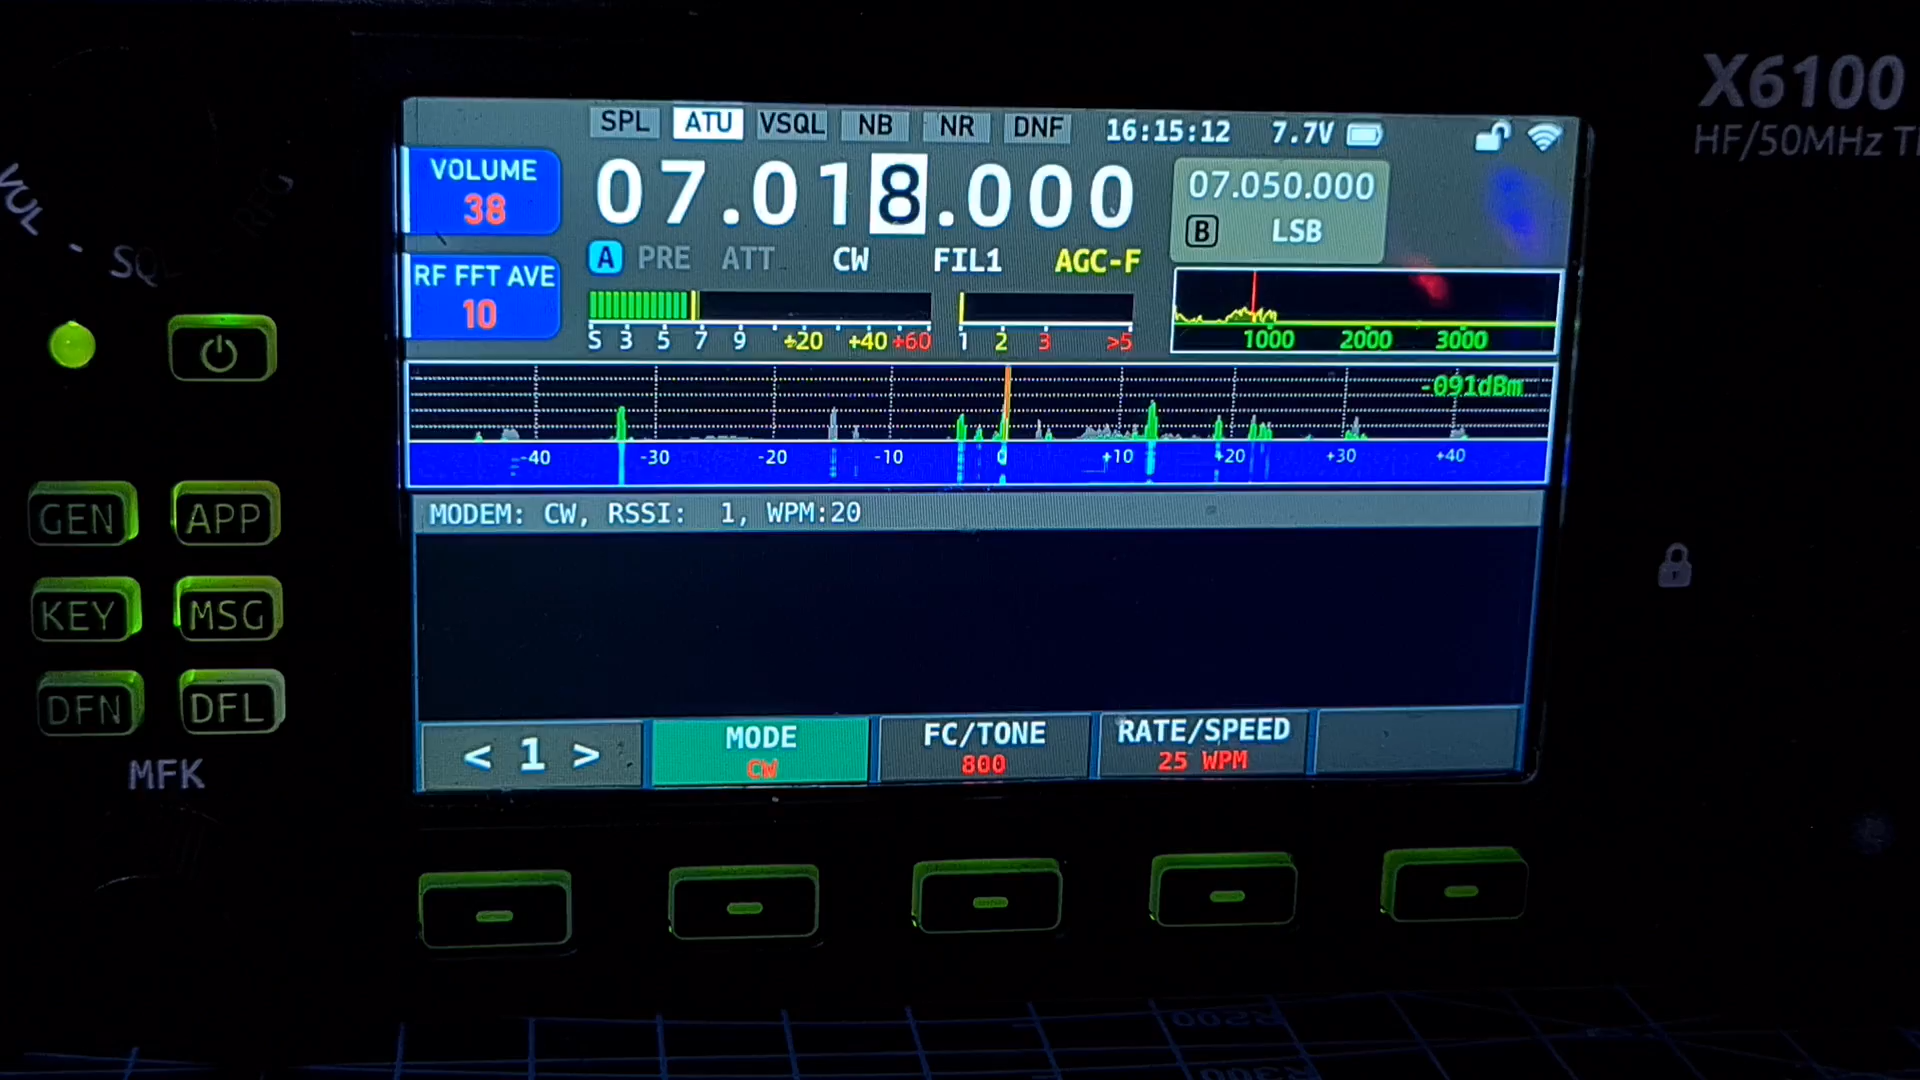 X6100
HF/50MHz
SPL ATU VSQL NB NR DNF 16:15:12 7.7V
VOLUME
38
07.018.000
07.050.000
B LSB
RF FFT AVE
10
A PRE ATT CW FIL1 AGC-F
S 3 5 7 9 +20 +40 +60
1 2 3 >5
1000 2000 3000
-091dBm
-40 -30 -20 -10 0 +10 +20 +30 +40
MODEM: CW, RSSI: 1, WPM:20
< 1 >
MODE
CW
FC/TONE
800
RATE/SPEED
25 WPM
VOL - SQL
GEN APP
KEY MSG
DFN DFL
MFK